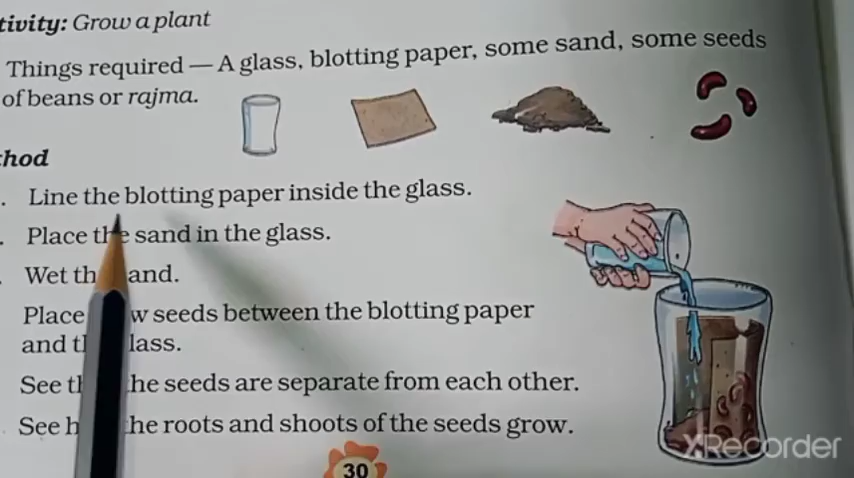 tivity: Grow a plant
Things required — A glass, blotting paper, some sand, some seeds
of beans or rajma.
hod
. Line the blotting paper inside the glass.
. Place the sand in the glass.
Wet th and.
Place w seeds between the blotting paper
and t lass.
See t he seeds are separate from each other.
See h he roots and shoots of the seeds grow.
30
XRecorder